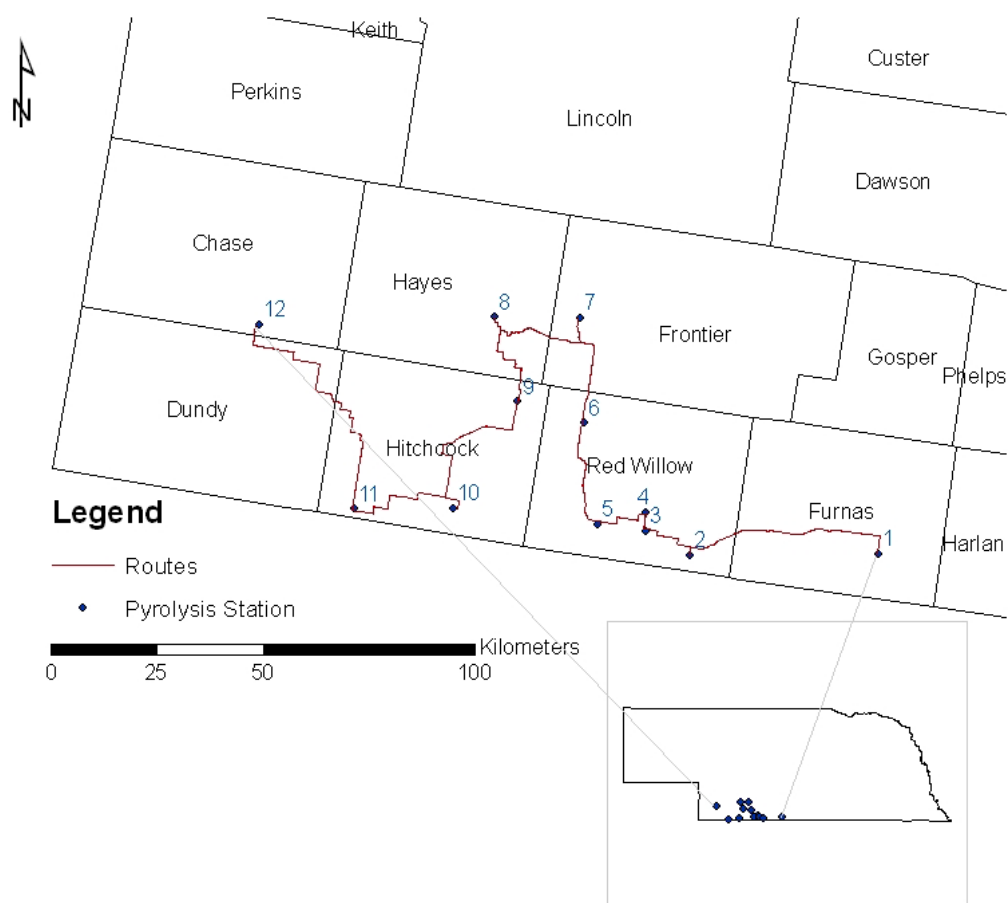 Keith
Custer
Perkins
Lincoln
Dawson
Chase
Hayes
8
7
12
Frontier
Gosper
Phelps
9
6
Dundy
Hitchcock
Red Willow
11
10
4
5
3
2
Furnas
1
Harlan
N
Legend
Routes
Pyrolysis Station
Kilometers
0 25 50 100